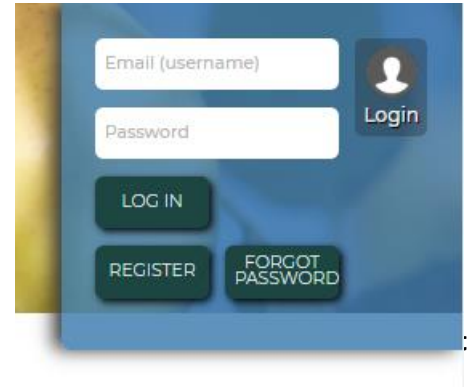 Email (username)
Login
Password
LOG IN
REGISTER
FORGOT
PASSWORD
: